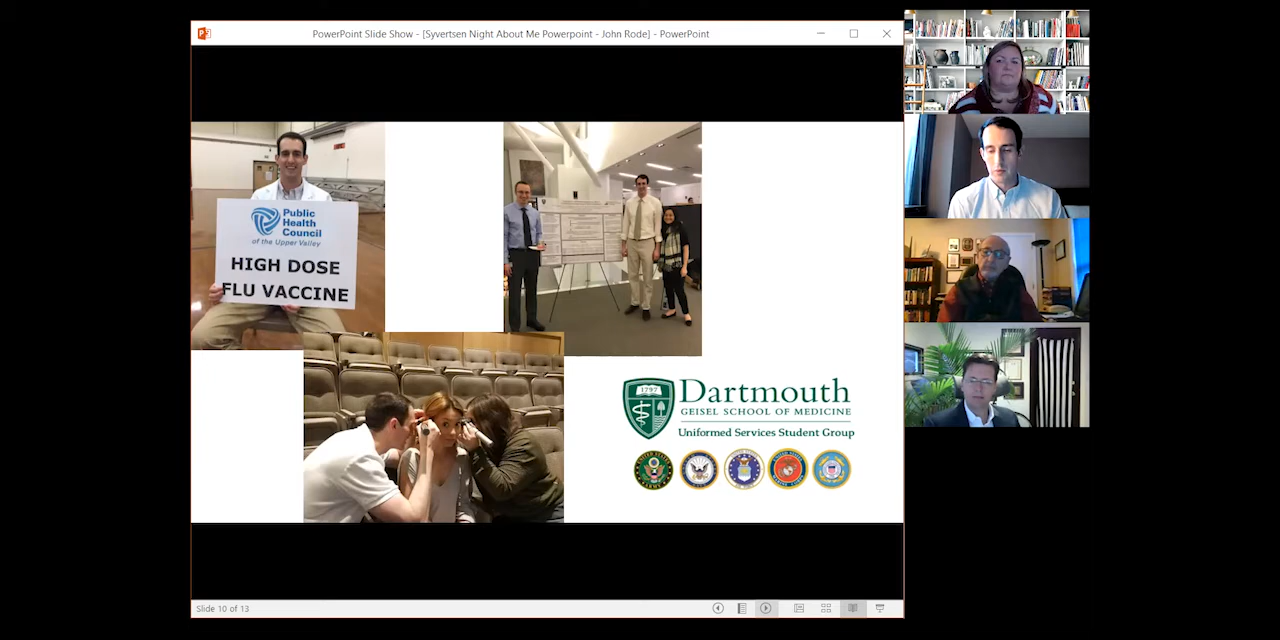 PowerPoint Slide Show - [Syvertsen Night About Me Powerpoint - John Rode] - PowerPoint
Public
Health
Council
of the Upper Valley
HIGH DOSE
FLU VACCINE
1797
Dartmouth
GEISEL SCHOOL OF MEDICINE
Uniformed Services Student Group
Slide 10 of 13